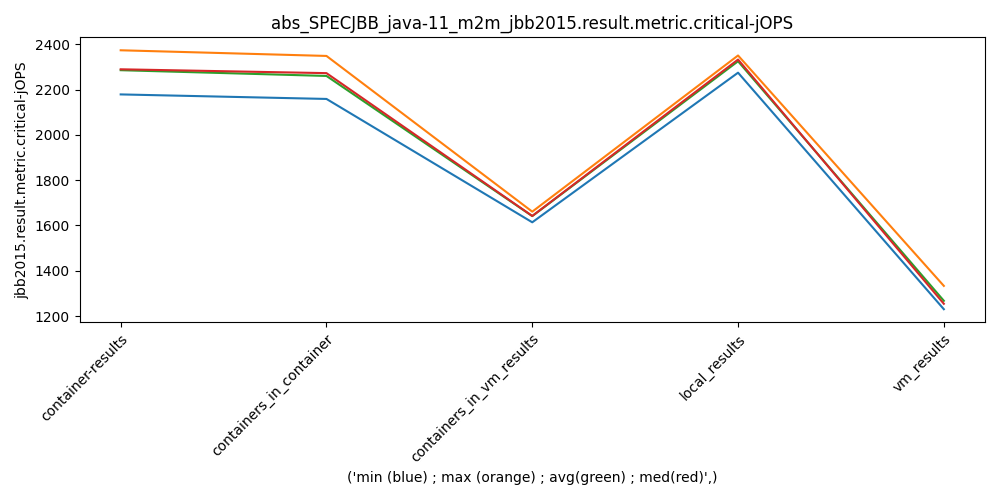 abs_SPECJBB_java-11_m2m_jbb2015.result.metric.critical-jOPS
jbb2015.result.metric.critical-jOPS
2400
2200
2000
1800
1600
1400
1200
container-results
containers_in_container
containers_in_vm_results
local_results
vm_results
('min (blue) ; max (orange) ; avg(green) ; med(red)',)